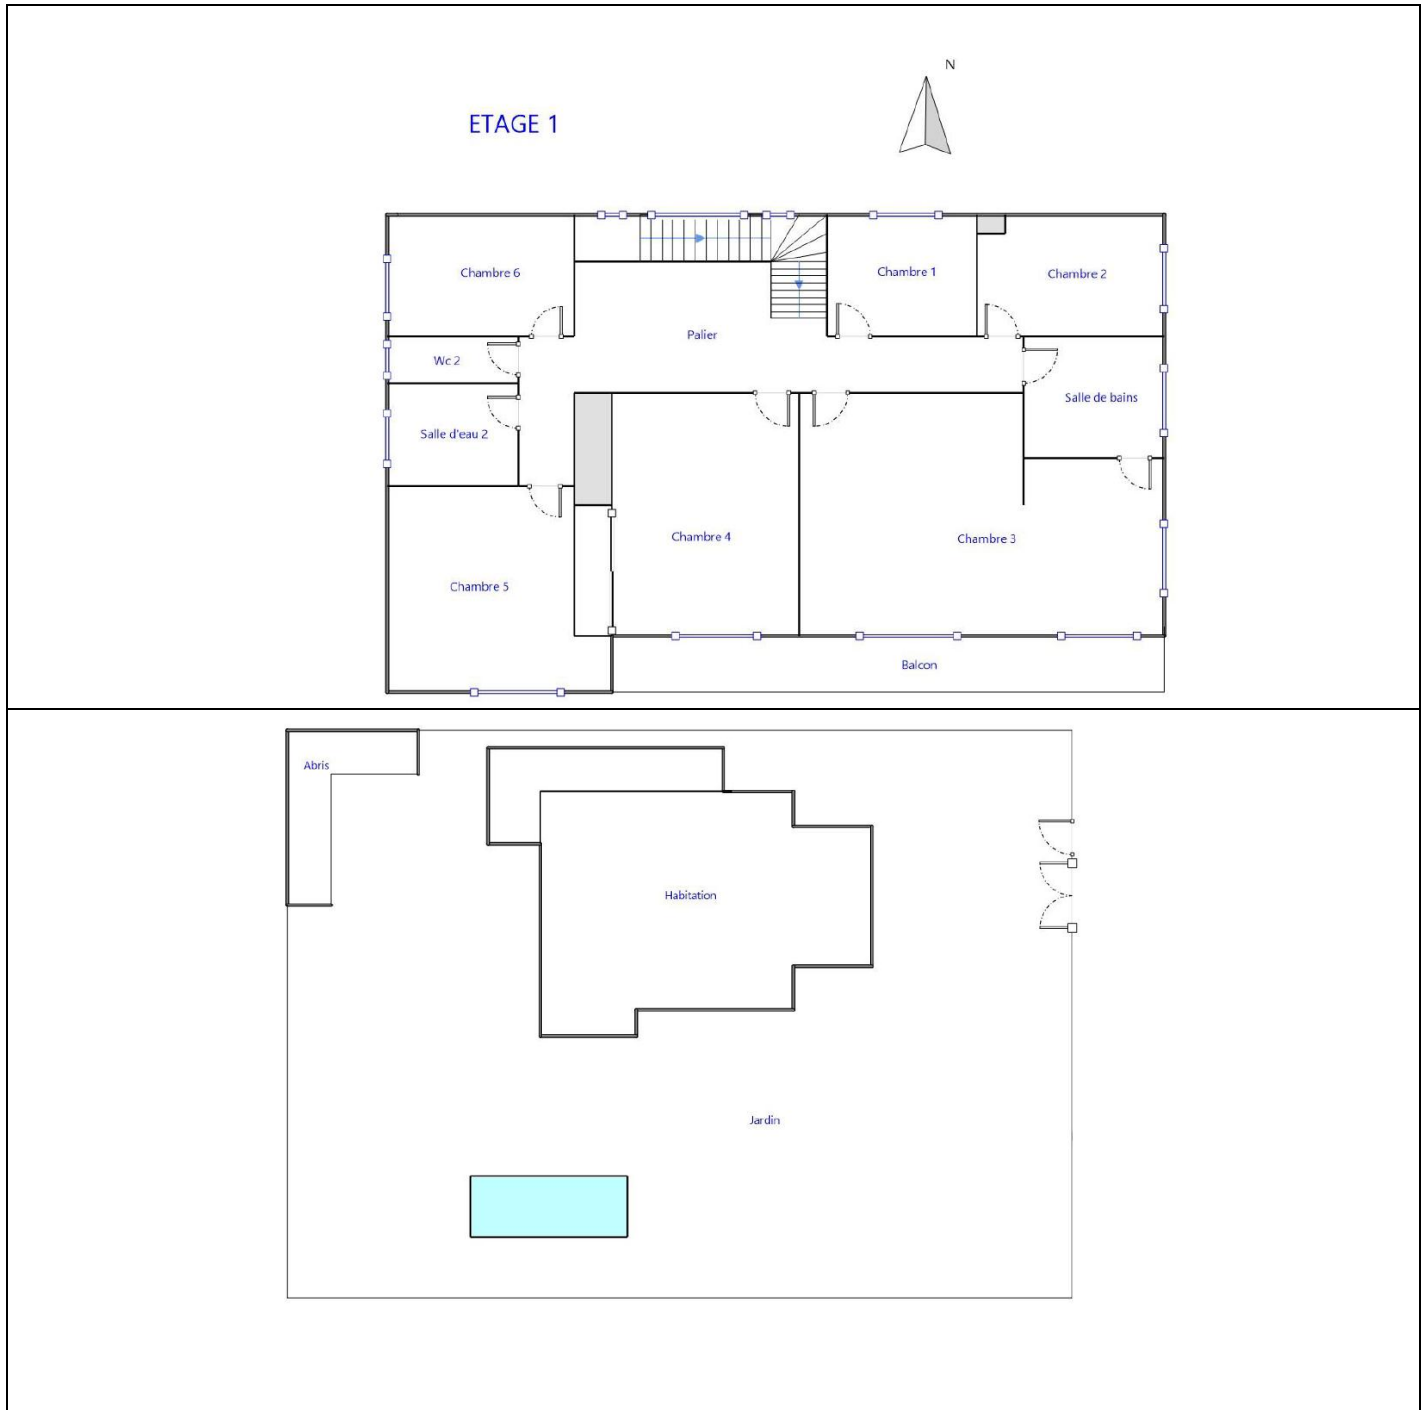 N
ETAGE 1
Chambre 6
Chambre 1
Chambre 2
Palier
Wc 2
Salle de bains
Salle d'eau 2
Chambre 4
Chambre 3
Chambre 5
Balcon
Abris
Habitation
Jardin